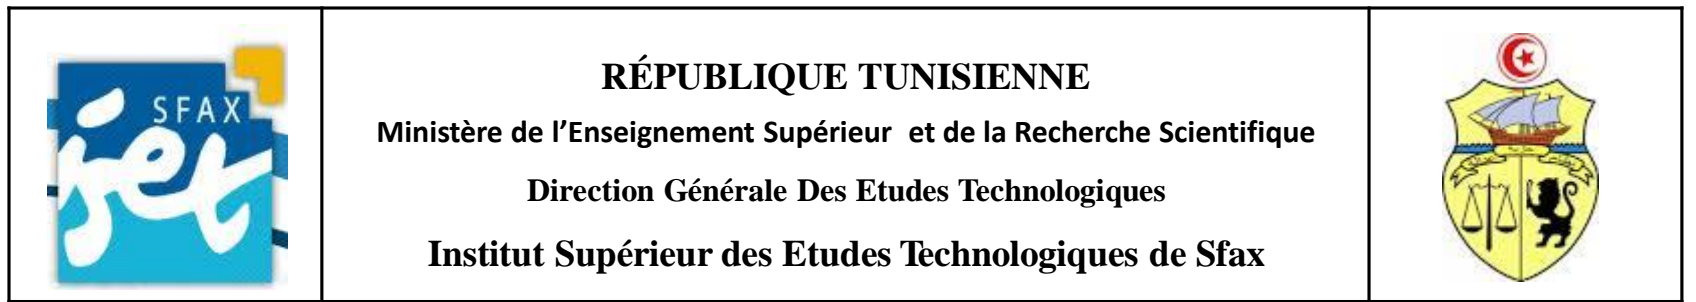 SFAX
iset
RÉPUBLIQUE TUNISIENNE
Ministère de l’Enseignement Supérieur et de la Recherche Scientifique
Direction Générale Des Etudes Technologiques
Institut Supérieur des Etudes Technologiques de Sfax